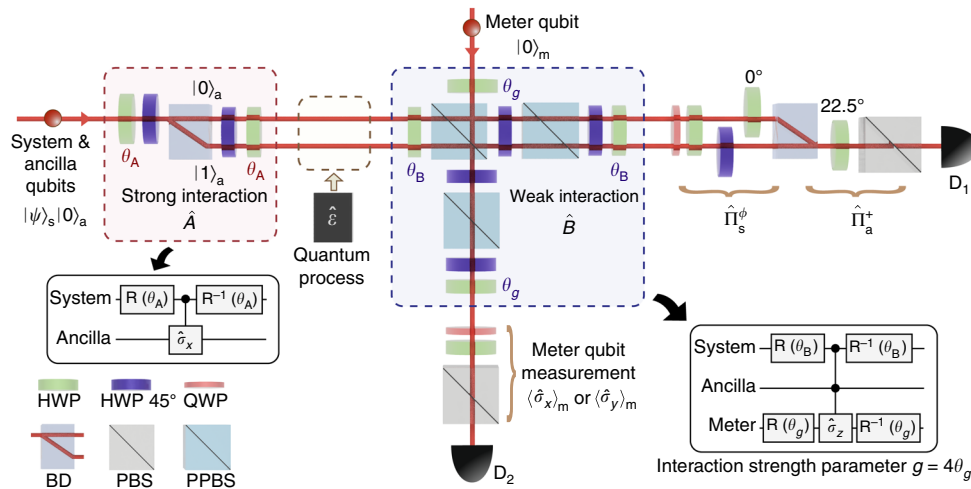 Meter qubit
|0⟩m
|0⟩a
θg
0°
22.5°
System &
ancilla
qubits
|ψ⟩s|0⟩a
θA
|1⟩a
θA
Strong interaction
Â
ε̂
Quantum
process
θB
θB
Weak interaction
B̂
θg
Π̂sϕ
Π̂a+
D1
System
R (θA)
R−1 (θA)
Ancilla
σ̂x
HWP
HWP 45°
QWP
BD
PBS
PPBS
Meter qubit
measurement
⟨σ̂x⟩m or ⟨σ̂y⟩m
D2
System
R (θB)
R−1 (θB)
Ancilla
Meter
R (θg)
σ̂z
R−1 (θg)
Interaction strength parameter g = 4θg